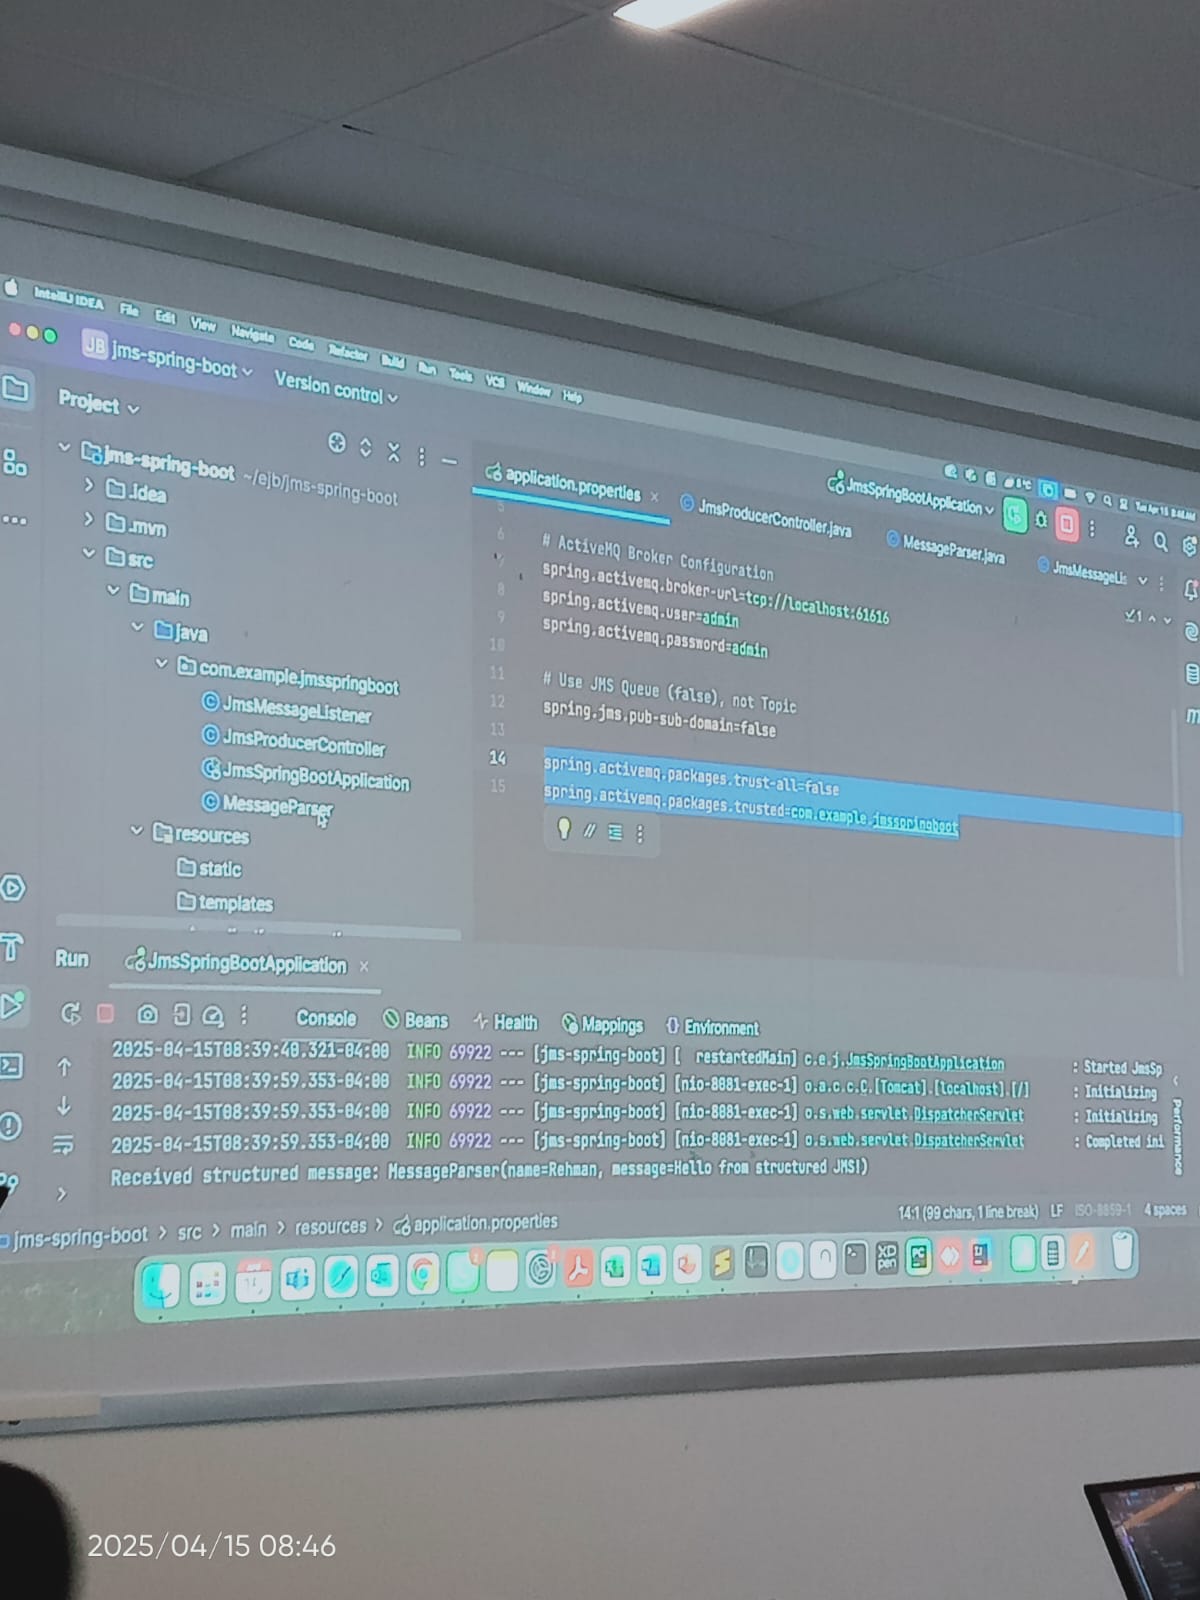 IntelliJ IDEA File Edit View Navigate Code Refactor Build Run Tools VCS Window Help
JB jms-spring-boot Version control
Project
jms-spring-boot ~/ejb/jms-spring-boot
.idea
.mvn
src
main
java
com.example.jmsspringboot
JmsMessageListener
JmsProducerController
JmsSpringBootApplication
MessageParser
resources
static
templates
JmsSpringBootApplication
application.properties JmsProducerController.java MessageParser.java JmsMessageLis
6 # ActiveMQ Broker Configuration
7 spring.activemq.broker-url=tcp://localhost:61616
8 spring.activemq.user=admin
9 spring.activemq.password=admin
10
11 # Use JMS Queue (false), not Topic
12 spring.jms.pub-sub-domain=false
13
14 spring.activemq.packages.trust-all=false
15 spring.activemq.packages.trusted=com.example.jmsspringboot
Run JmsSpringBootApplication
Console Beans Health Mappings Environment
2025-04-15T08:39:40.321-04:00 INFO 69922 --- [jms-spring-boot] [ restartedMain] c.e.j.JmsSpringBootApplication : Started JmsSp
2025-04-15T08:39:59.353-04:00 INFO 69922 --- [jms-spring-boot] [nio-8081-exec-1] o.a.c.c.C.[Tomcat].[localhost].[/] : Initializing
2025-04-15T08:39:59.353-04:00 INFO 69922 --- [jms-spring-boot] [nio-8081-exec-1] o.s.web.servlet.DispatcherServlet : Initializing
2025-04-15T08:39:59.353-04:00 INFO 69922 --- [jms-spring-boot] [nio-8081-exec-1] o.s.web.servlet.DispatcherServlet : Completed ini
Received structured message: MessageParser(name=Rehman, message=Hello from structured JMS!)
Performance
jms-spring-boot > src > main > resources > application.properties
14:1 (99 chars, 1 line break) LF ISO-8859-1 4 spaces
2025/04/15 08:46